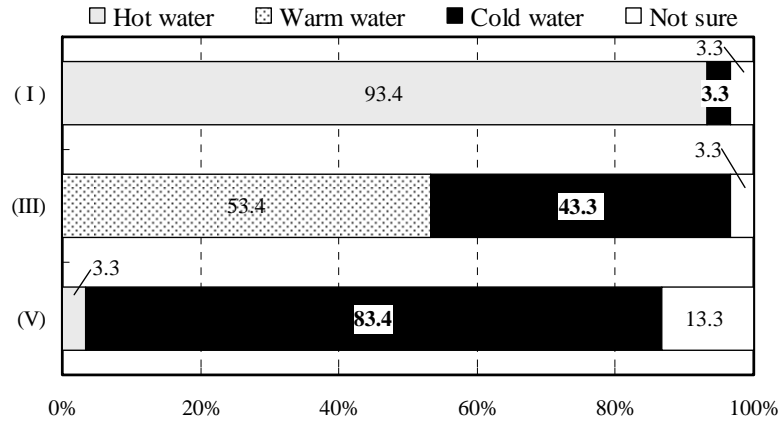 Hot water Warm water Cold water Not sure
3.3
( I ) 93.4 3.3
3.3
(III) 53.4 43.3
3.3
(V) 83.4 13.3
0% 20% 40% 60% 80% 100%